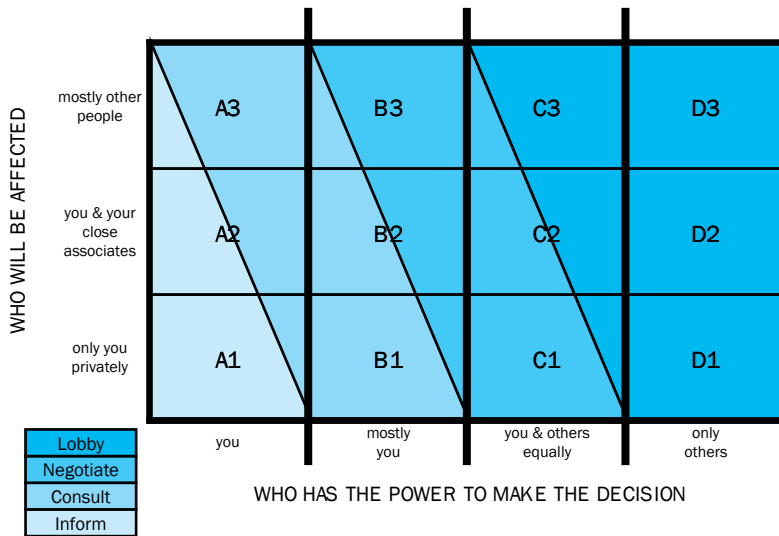 WHO WILL BE AFFECTED
mostly other
people
A3
B3
C3
D3
you & your
close
associates
A2
B2
C2
D2
only you
privately
A1
B1
C1
D1
you
mostly
you
you & others
equally
only
others
Lobby
Negotiate
Consult
Inform
WHO HAS THE POWER TO MAKE THE DECISION